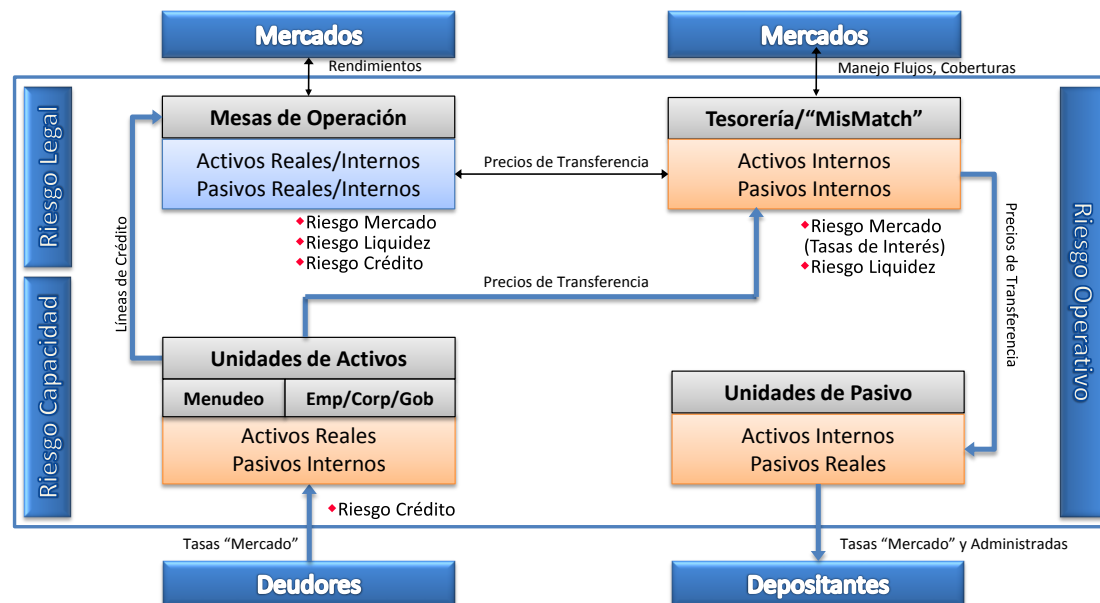 Mercados
Mercados
Rendimientos
Manejo Flujos, Coberturas
Riesgo Legal
Mesas de Operación
Activos Reales/Internos
Pasivos Reales/Internos
Precios de Transferencia
Tesorería/“MisMatch”
Activos Internos
Pasivos Internos
Riesgo Operativo
Riesgo Mercado
Riesgo Liquidez
Riesgo Crédito
Riesgo Mercado
(Tasas de Interés)
Riesgo Liquidez
Líneas de Crédito
Precios de Transferencia
Precios de Transferencia
Riesgo Capacidad
Unidades de Activos
Menudeo
Emp/Corp/Gob
Activos Reales
Pasivos Internos
Unidades de Pasivo
Activos Internos
Pasivos Reales
Riesgo Crédito
Tasas “Mercado”
Tasas “Mercado” y Administradas
Deudores
Depositantes